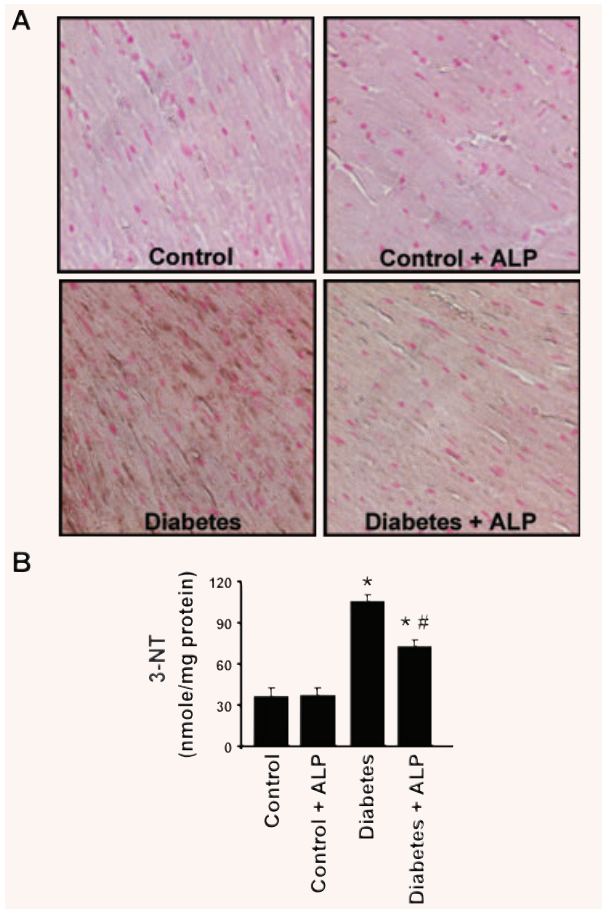 A
Control
Control + ALP
Diabetes
Diabetes + ALP
B
3-NT
(nmole/mg protein)
120
90
60
30
0
*
* #
Control
Control + ALP
Diabetes
Diabetes + ALP